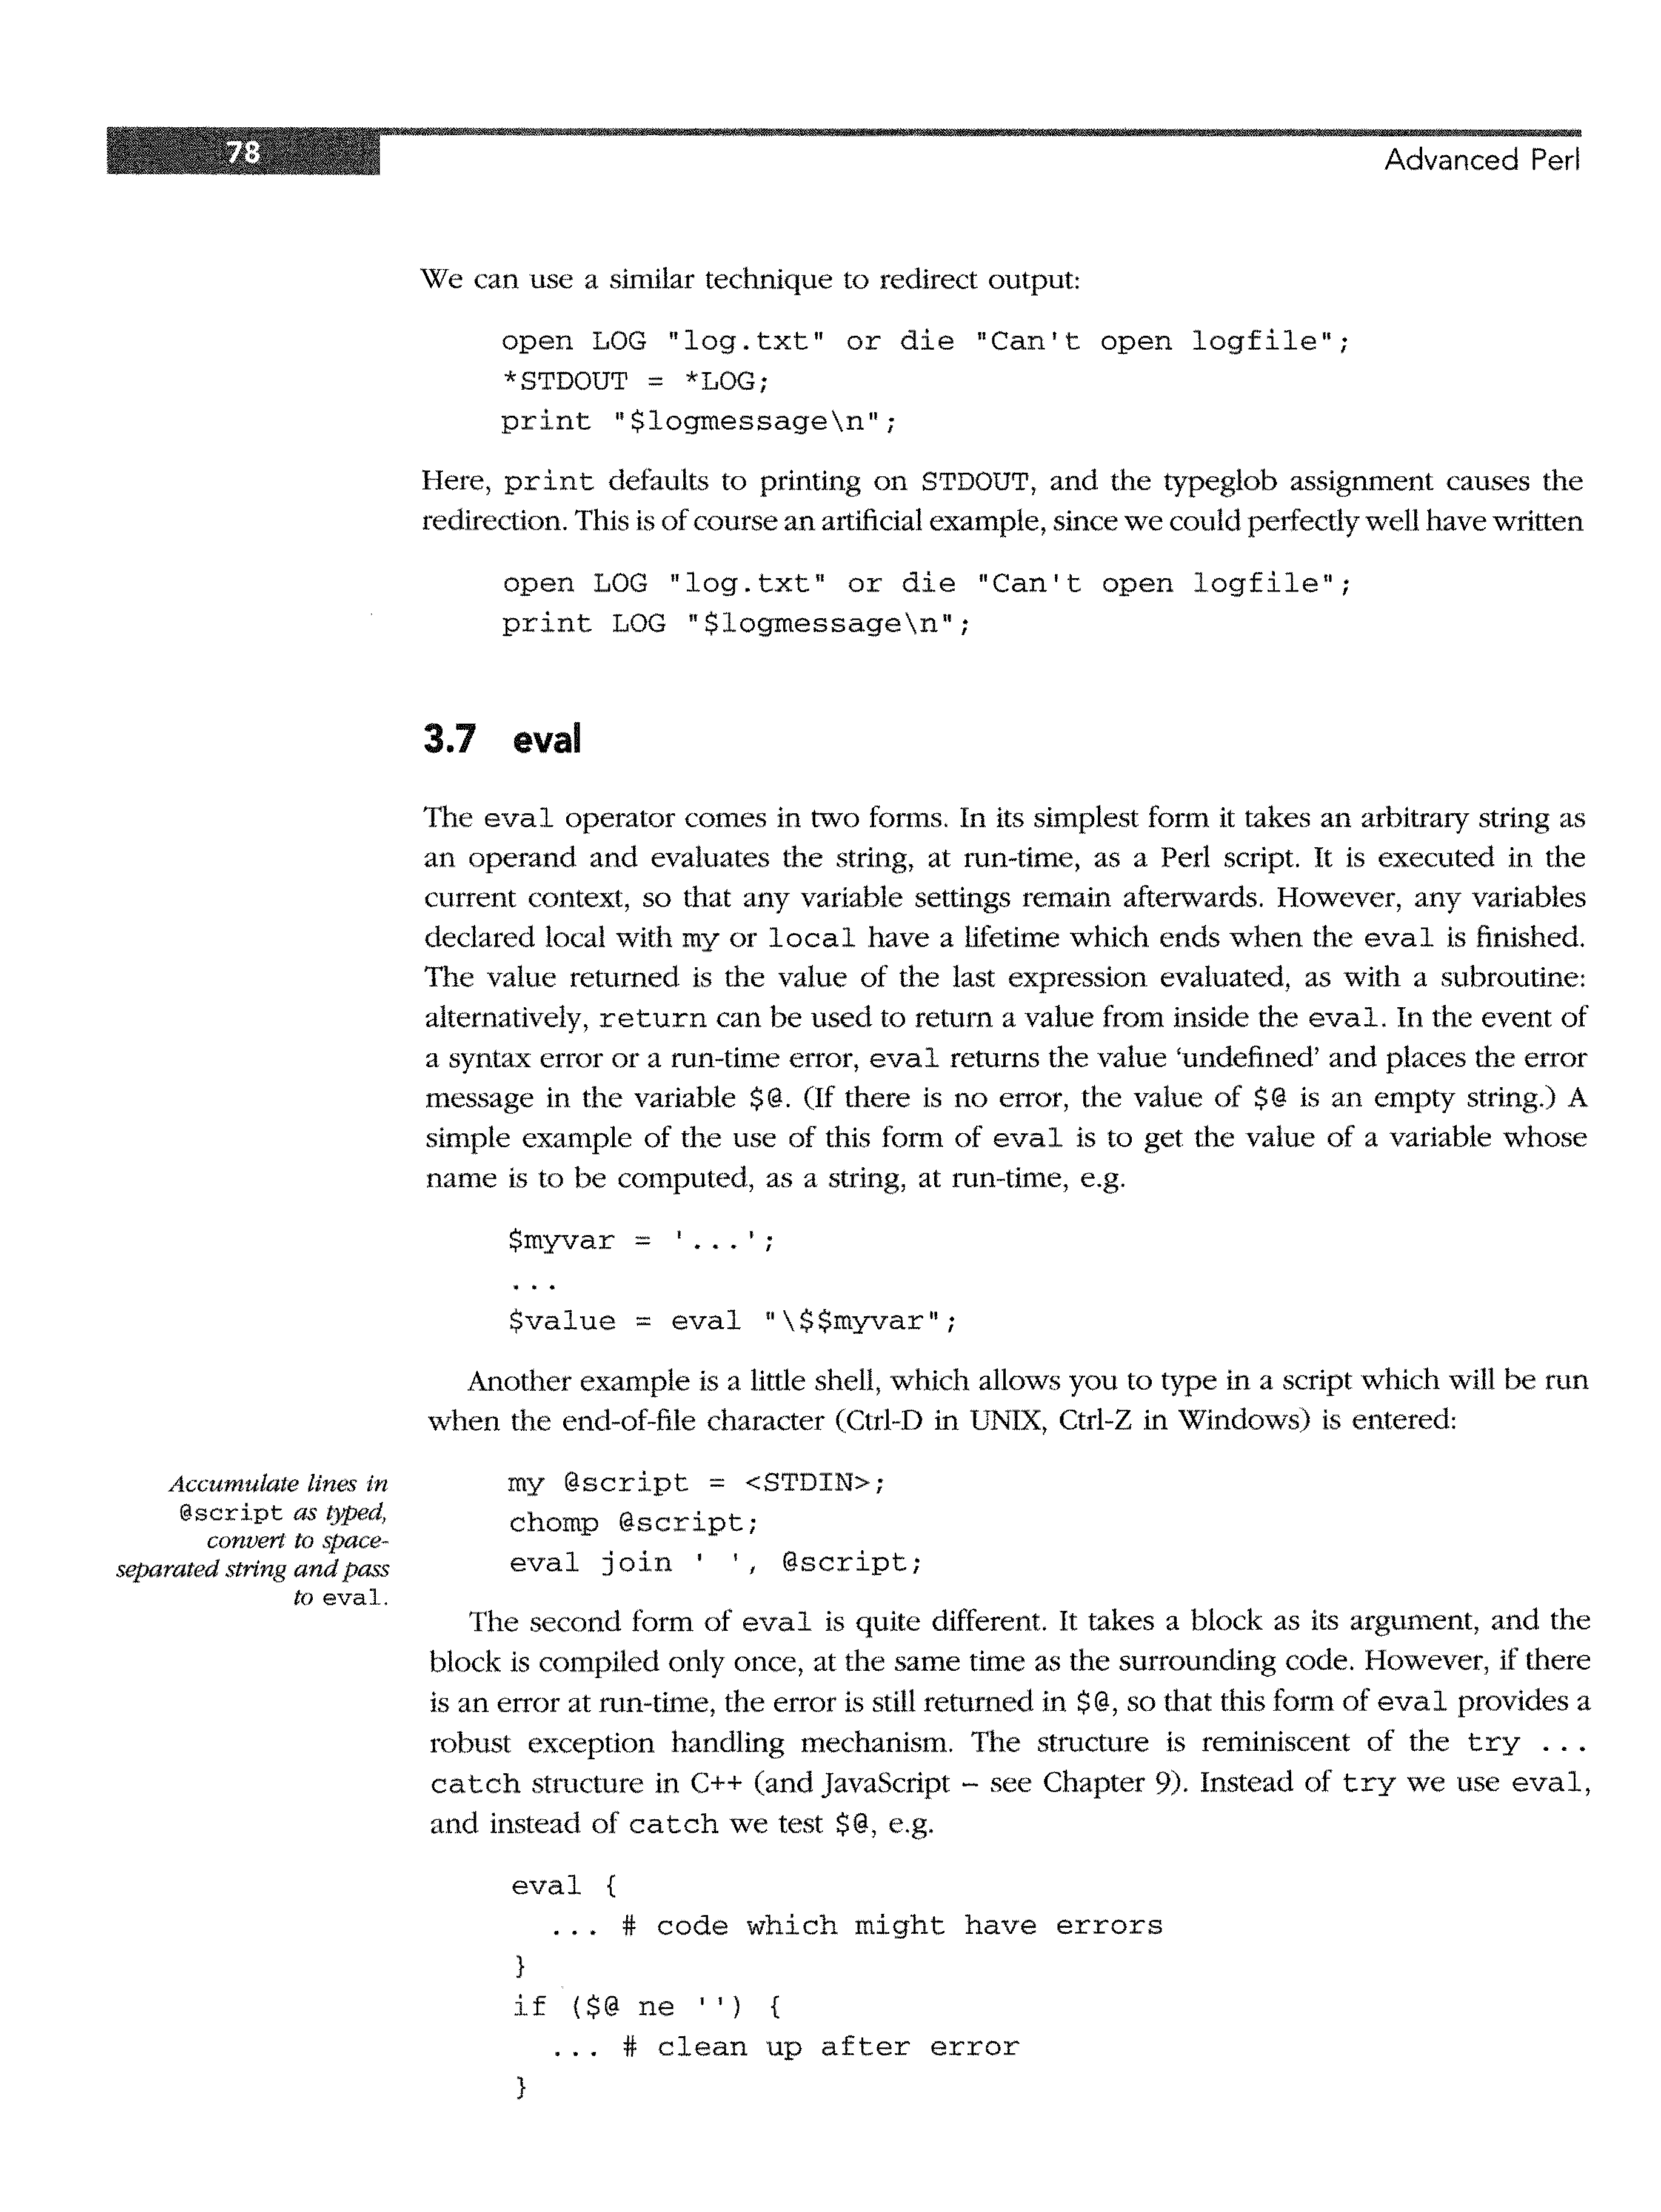 78
Advanced Perl
We can use a similar technique to redirect output:
open LOG "log.txt" or die "Can't open logfile";
*STDOUT = *LOG;
print "$logmessage\n";
Here, print defaults to printing on STDOUT, and the typeglob assignment causes the
redirection. This is of course an artificial example, since we could perfectly well have written
open LOG "log.txt" or die "Can't open logfile";
print LOG "$logmessage\n";
3.7 eval
The eval operator comes in two forms. In its simplest form it takes an arbitrary string as
an operand and evaluates the string, at run-time, as a Perl script. It is executed in the
current context, so that any variable settings remain afterwards. However, any variables
declared local with my or local have a lifetime which ends when the eval is finished.
The value returned is the value of the last expression evaluated, as with a subroutine:
alternatively, return can be used to return a value from inside the eval. In the event of
a syntax error or a run-time error, eval returns the value ‘undefined’ and places the error
message in the variable $@. (If there is no error, the value of $@ is an empty string.) A
simple example of the use of this form of eval is to get the value of a variable whose
name is to be computed, as a string, at run-time, e.g.
$myvar = '...';
...
$value = eval "\$$myvar";
Another example is a little shell, which allows you to type in a script which will be run
when the end-of-file character (Ctrl-D in UNIX, Ctrl-Z in Windows) is entered:
Accumulate lines in
@script as typed,
convert to space-
separated string and pass
to eval.
my @script = <STDIN>;
chomp @script;
eval join ' ', @script;
The second form of eval is quite different. It takes a block as its argument, and the
block is compiled only once, at the same time as the surrounding code. However, if there
is an error at run-time, the error is still returned in $@, so that this form of eval provides a
robust exception handling mechanism. The structure is reminiscent of the try ...
catch structure in C++ (and JavaScript – see Chapter 9). Instead of try we use eval,
and instead of catch we test $@, e.g.
eval {
... # code which might have errors
}
if ($@ ne '') {
... # clean up after error
}